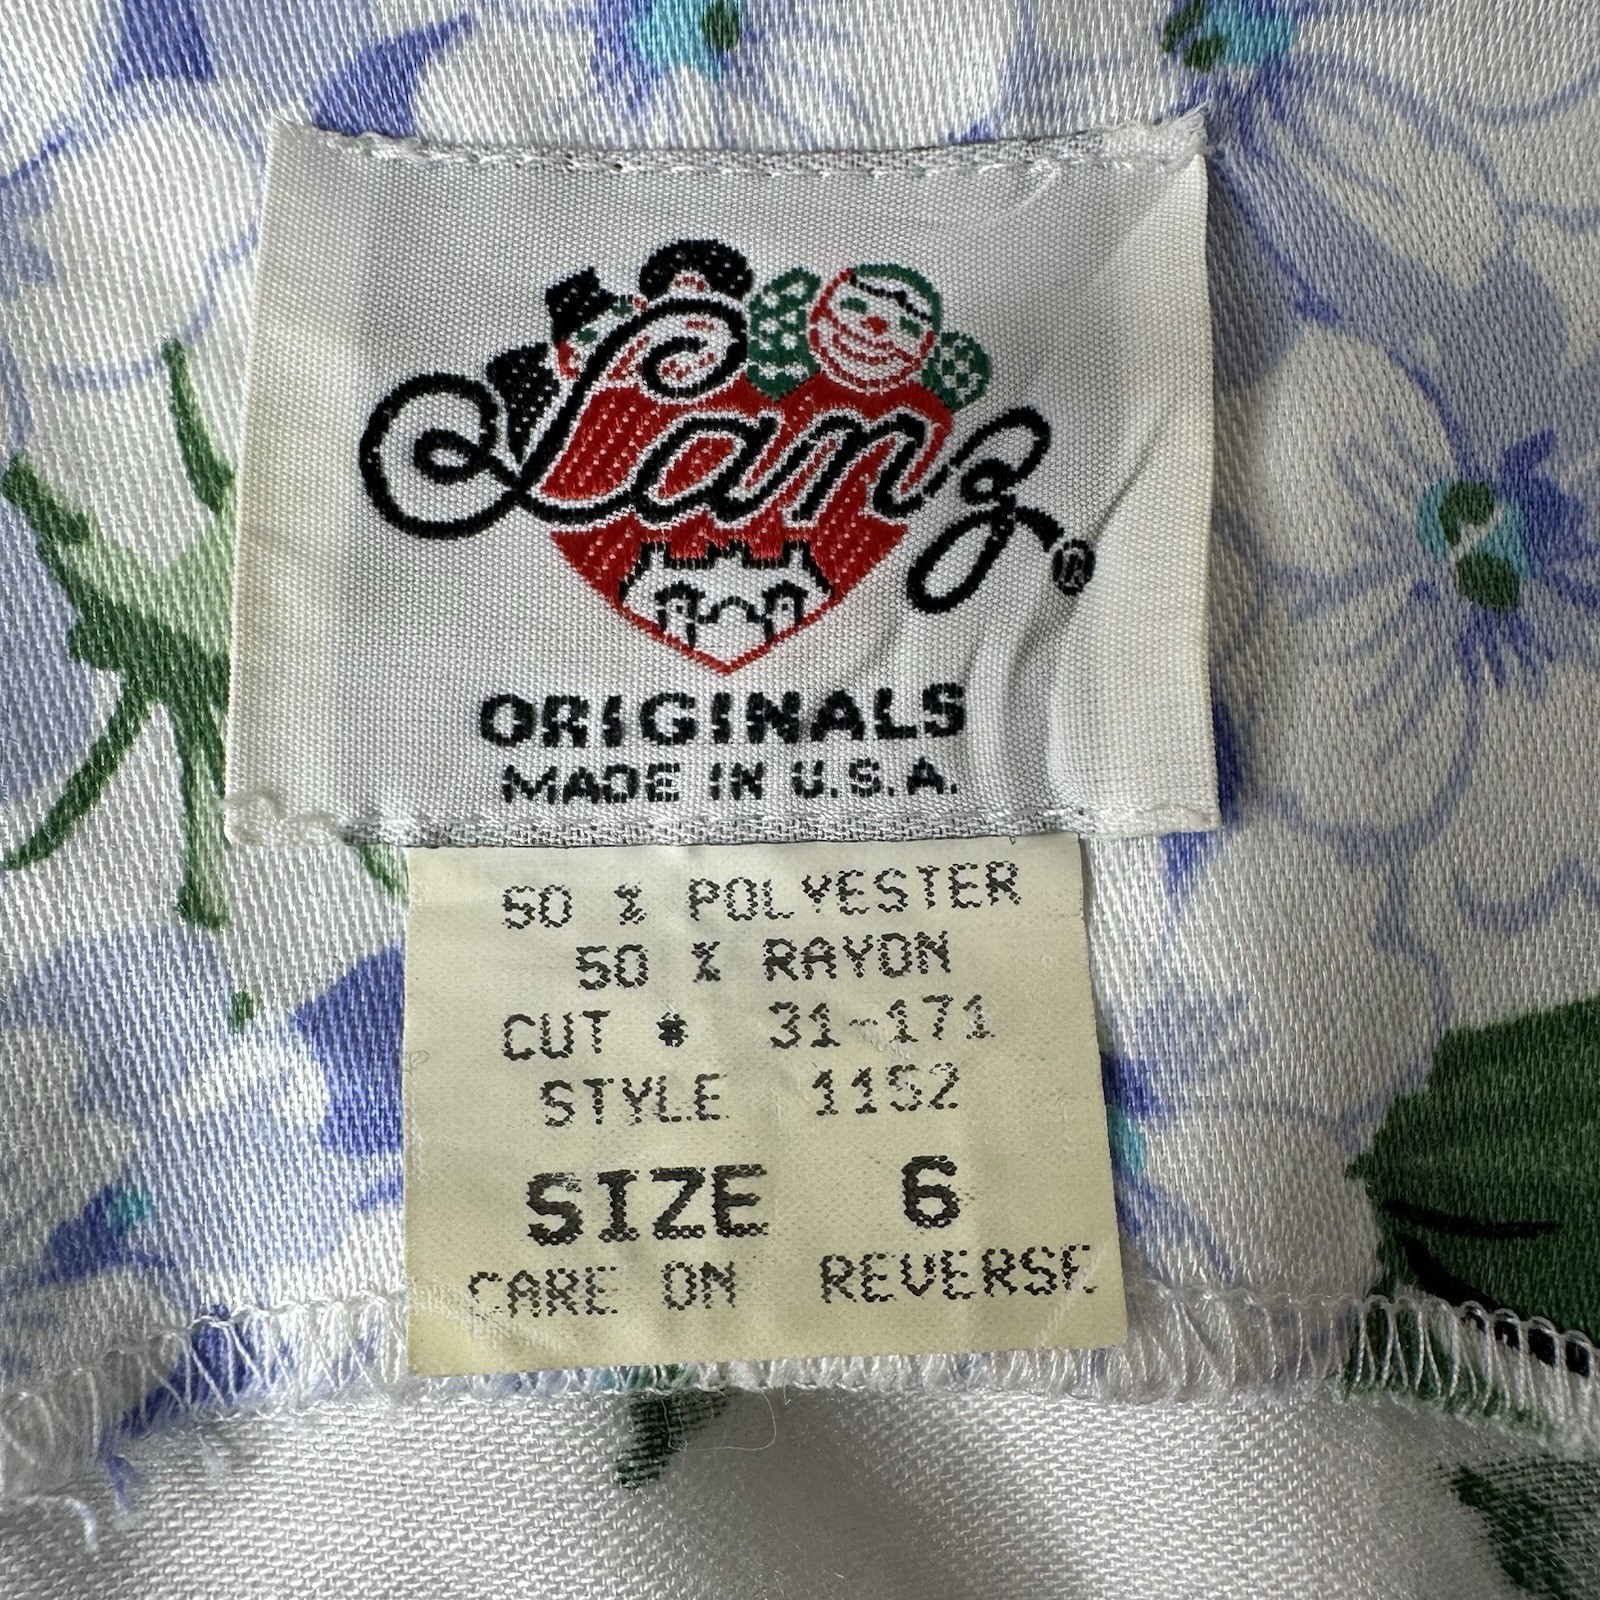 Lanz®
ORIGINALS
MADE IN U.S.A.
50 % POLYESTER
50 % RAYON
CUT # 31-171
STYLE 1152
SIZE 6
CARE ON REVERSE